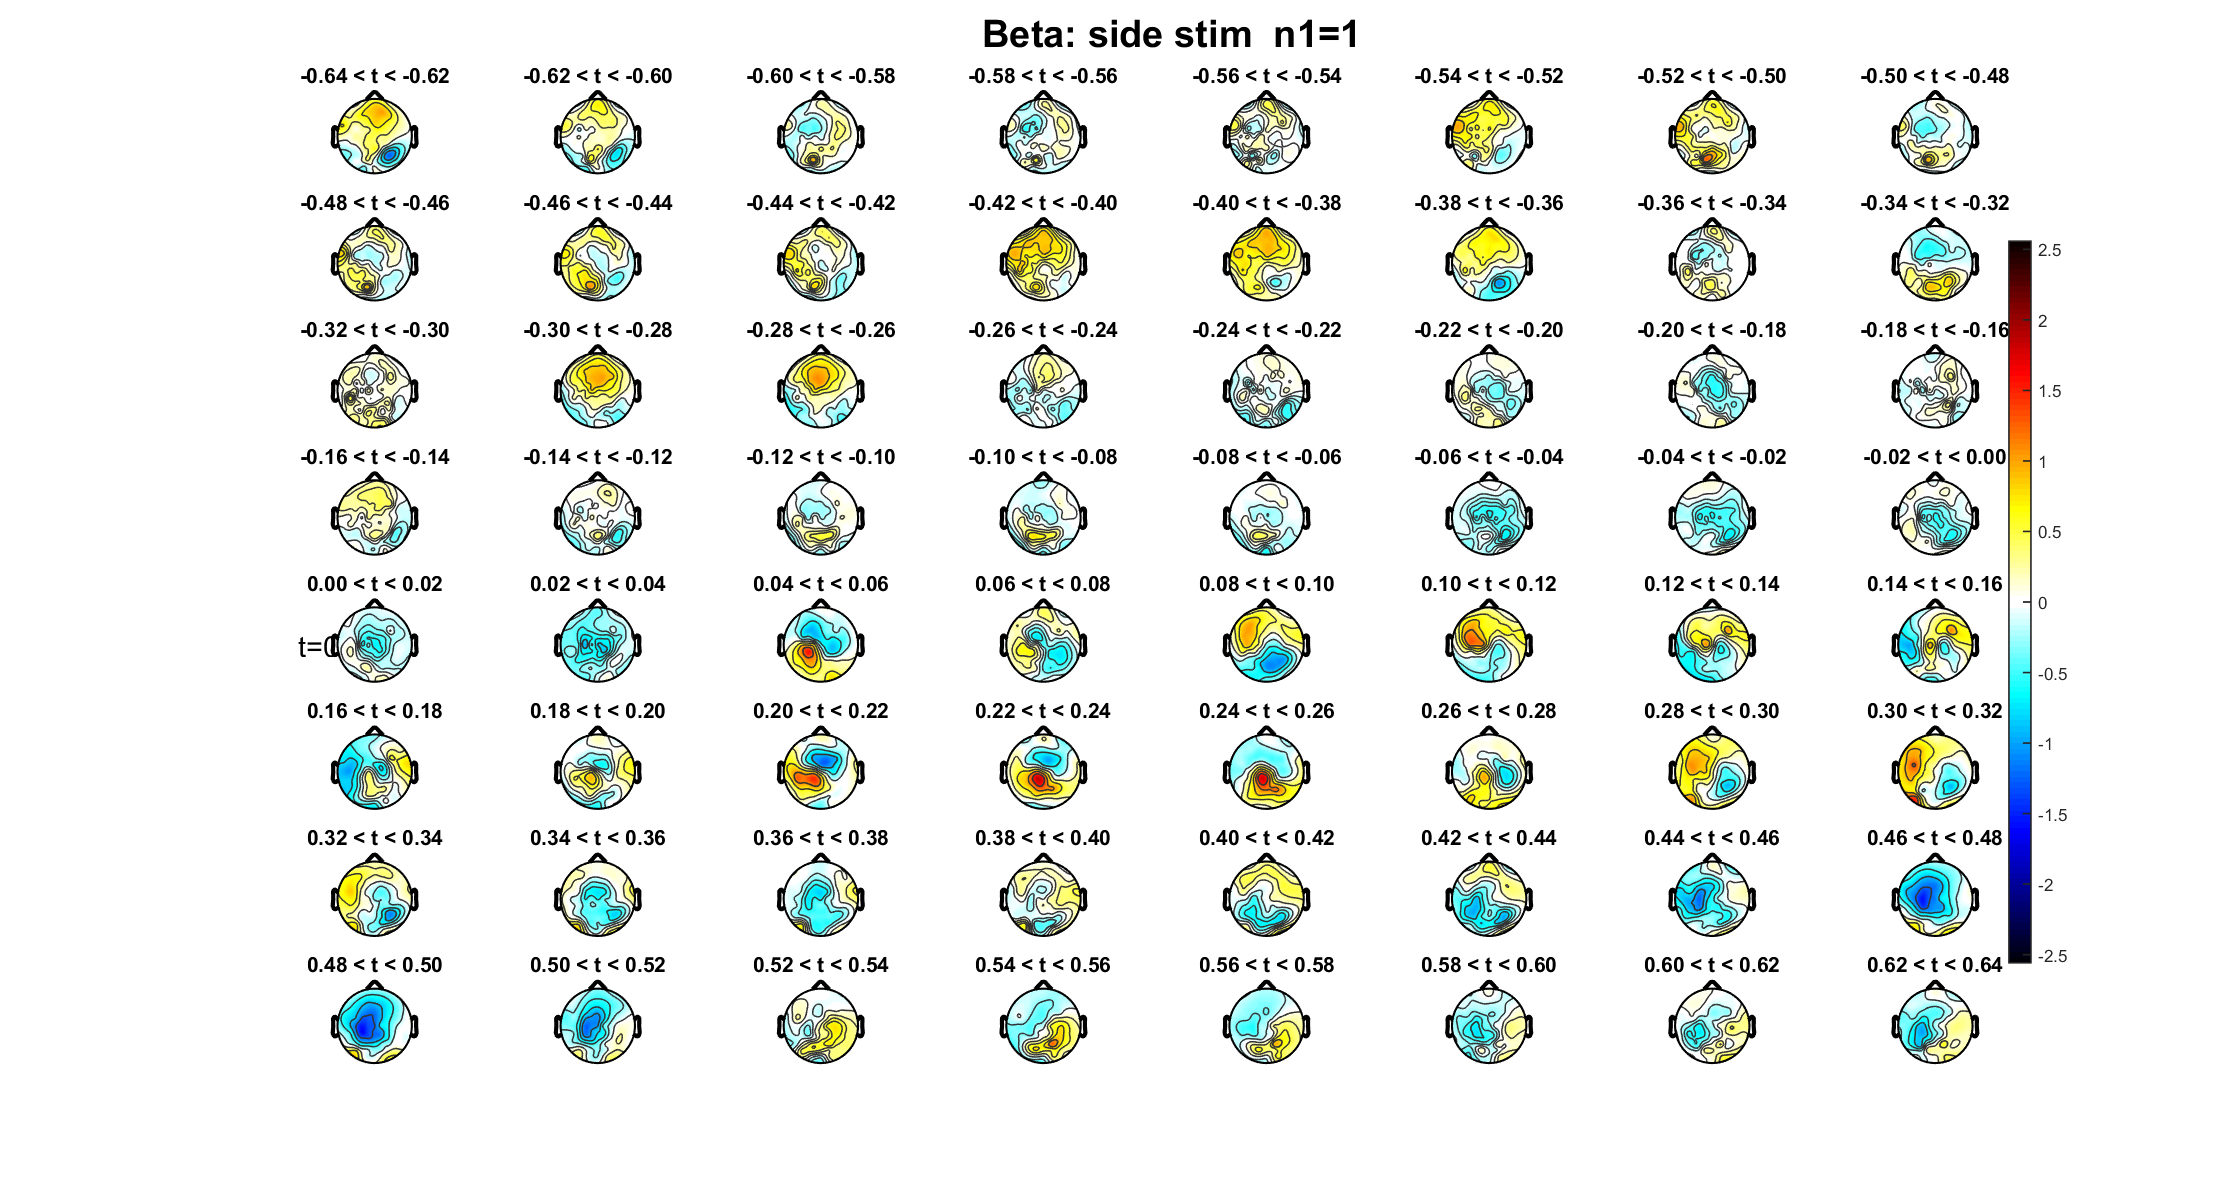 Beta: side stim  n1=1
-0.64 < t < -0.62 -0.62 < t < -0.60 -0.60 < t < -0.58 -0.58 < t < -0.56 -0.56 < t < -0.54 -0.54 < t < -0.52 -0.52 < t < -0.50 -0.50 < t < -0.48
-0.48 < t < -0.46 -0.46 < t < -0.44 -0.44 < t < -0.42 -0.42 < t < -0.40 -0.40 < t < -0.38 -0.38 < t < -0.36 -0.36 < t < -0.34 -0.34 < t < -0.32
-0.32 < t < -0.30 -0.30 < t < -0.28 -0.28 < t < -0.26 -0.26 < t < -0.24 -0.24 < t < -0.22 -0.22 < t < -0.20 -0.20 < t < -0.18 -0.18 < t < -0.16
-0.16 < t < -0.14 -0.14 < t < -0.12 -0.12 < t < -0.10 -0.10 < t < -0.08 -0.08 < t < -0.06 -0.06 < t < -0.04 -0.04 < t < -0.02 -0.02 < t < 0.00
0.00 < t < 0.02 0.02 < t < 0.04 0.04 < t < 0.06 0.06 < t < 0.08 0.08 < t < 0.10 0.10 < t < 0.12 0.12 < t < 0.14 0.14 < t < 0.16
t=0
0.16 < t < 0.18 0.18 < t < 0.20 0.20 < t < 0.22 0.22 < t < 0.24 0.24 < t < 0.26 0.26 < t < 0.28 0.28 < t < 0.30 0.30 < t < 0.32
0.32 < t < 0.34 0.34 < t < 0.36 0.36 < t < 0.38 0.38 < t < 0.40 0.40 < t < 0.42 0.42 < t < 0.44 0.44 < t < 0.46 0.46 < t < 0.48
0.48 < t < 0.50 0.50 < t < 0.52 0.52 < t < 0.54 0.54 < t < 0.56 0.56 < t < 0.58 0.58 < t < 0.60 0.60 < t < 0.62 0.62 < t < 0.64
2.5
2
1.5
1
0.5
0
-0.5
-1
-1.5
-2
-2.5